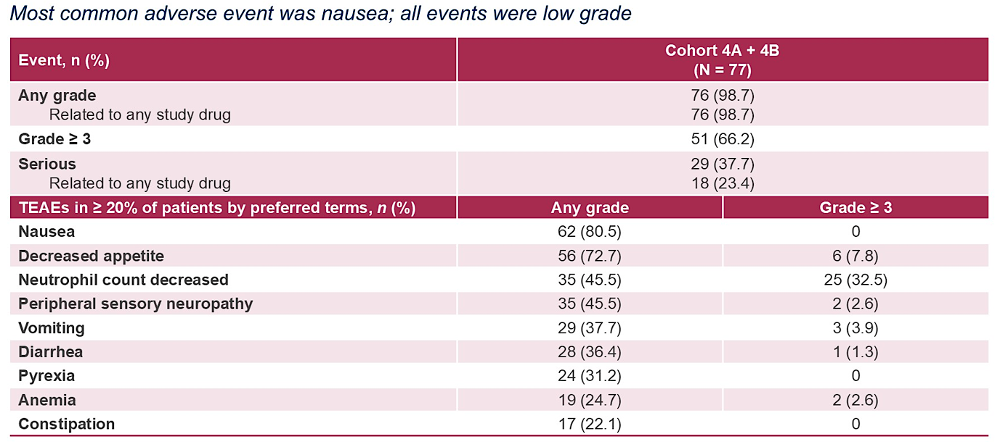 Most common adverse event was nausea; all events were low grade
Event, n (%) Cohort 4A + 4B
(N = 77)
Any grade 76 (98.7)
Related to any study drug 76 (98.7)
Grade ≥ 3 51 (66.2)
Serious 29 (37.7)
Related to any study drug 18 (23.4)
TEAEs in ≥ 20% of patients by preferred terms, n (%) Any grade Grade ≥ 3
Nausea 62 (80.5) 0
Decreased appetite 56 (72.7) 6 (7.8)
Neutrophil count decreased 35 (45.5) 25 (32.5)
Peripheral sensory neuropathy 35 (45.5) 2 (2.6)
Vomiting 29 (37.7) 3 (3.9)
Diarrhea 28 (36.4) 1 (1.3)
Pyrexia 24 (31.2) 0
Anemia 19 (24.7) 2 (2.6)
Constipation 17 (22.1) 0